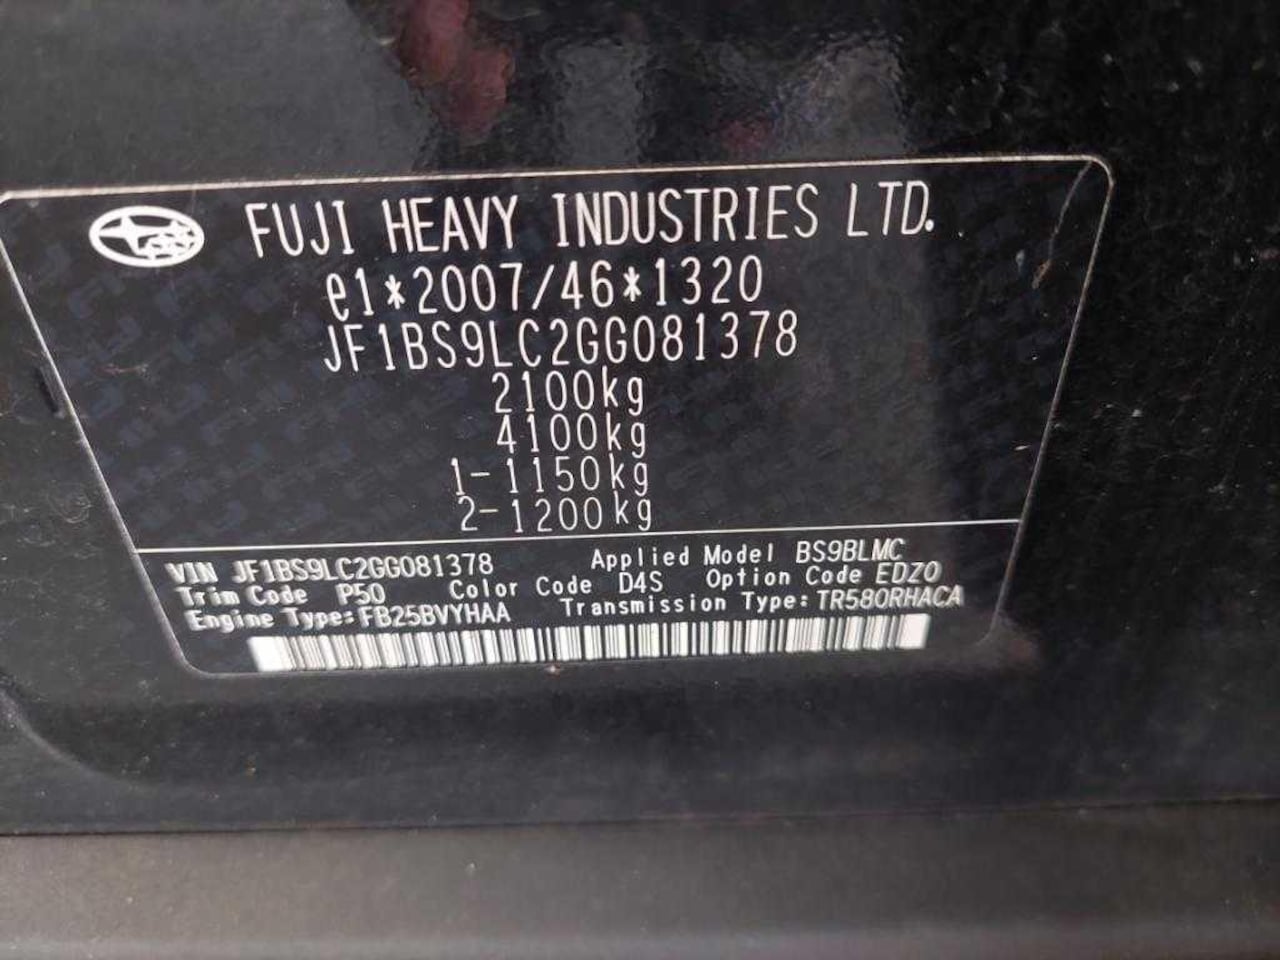 FUJI HEAVY INDUSTRIES LTD.
e1*2007/46*1320
JF1BS9LC2GG081378
2100kg
4100kg
1-1150kg
2-1200kg
VIN JF1BS9LC2GG081378 Applied Model BS9BLMC
Trim Code P50 Color Code D4S Option Code EDZO
Engine Type: FB25BVYHAA Transmission Type: TR580RHACA